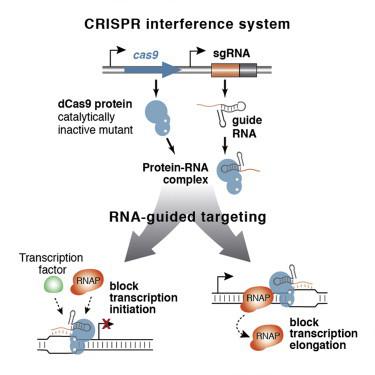 CRISPR interference system
cas9
sgRNA
dCas9 protein
catalytically
inactive mutant
guide
RNA
Protein-RNA
complex
RNA-guided targeting
Transcription
factor
RNAP
block
transcription
initiation
RNAP
RNAP
block
transcription
elongation